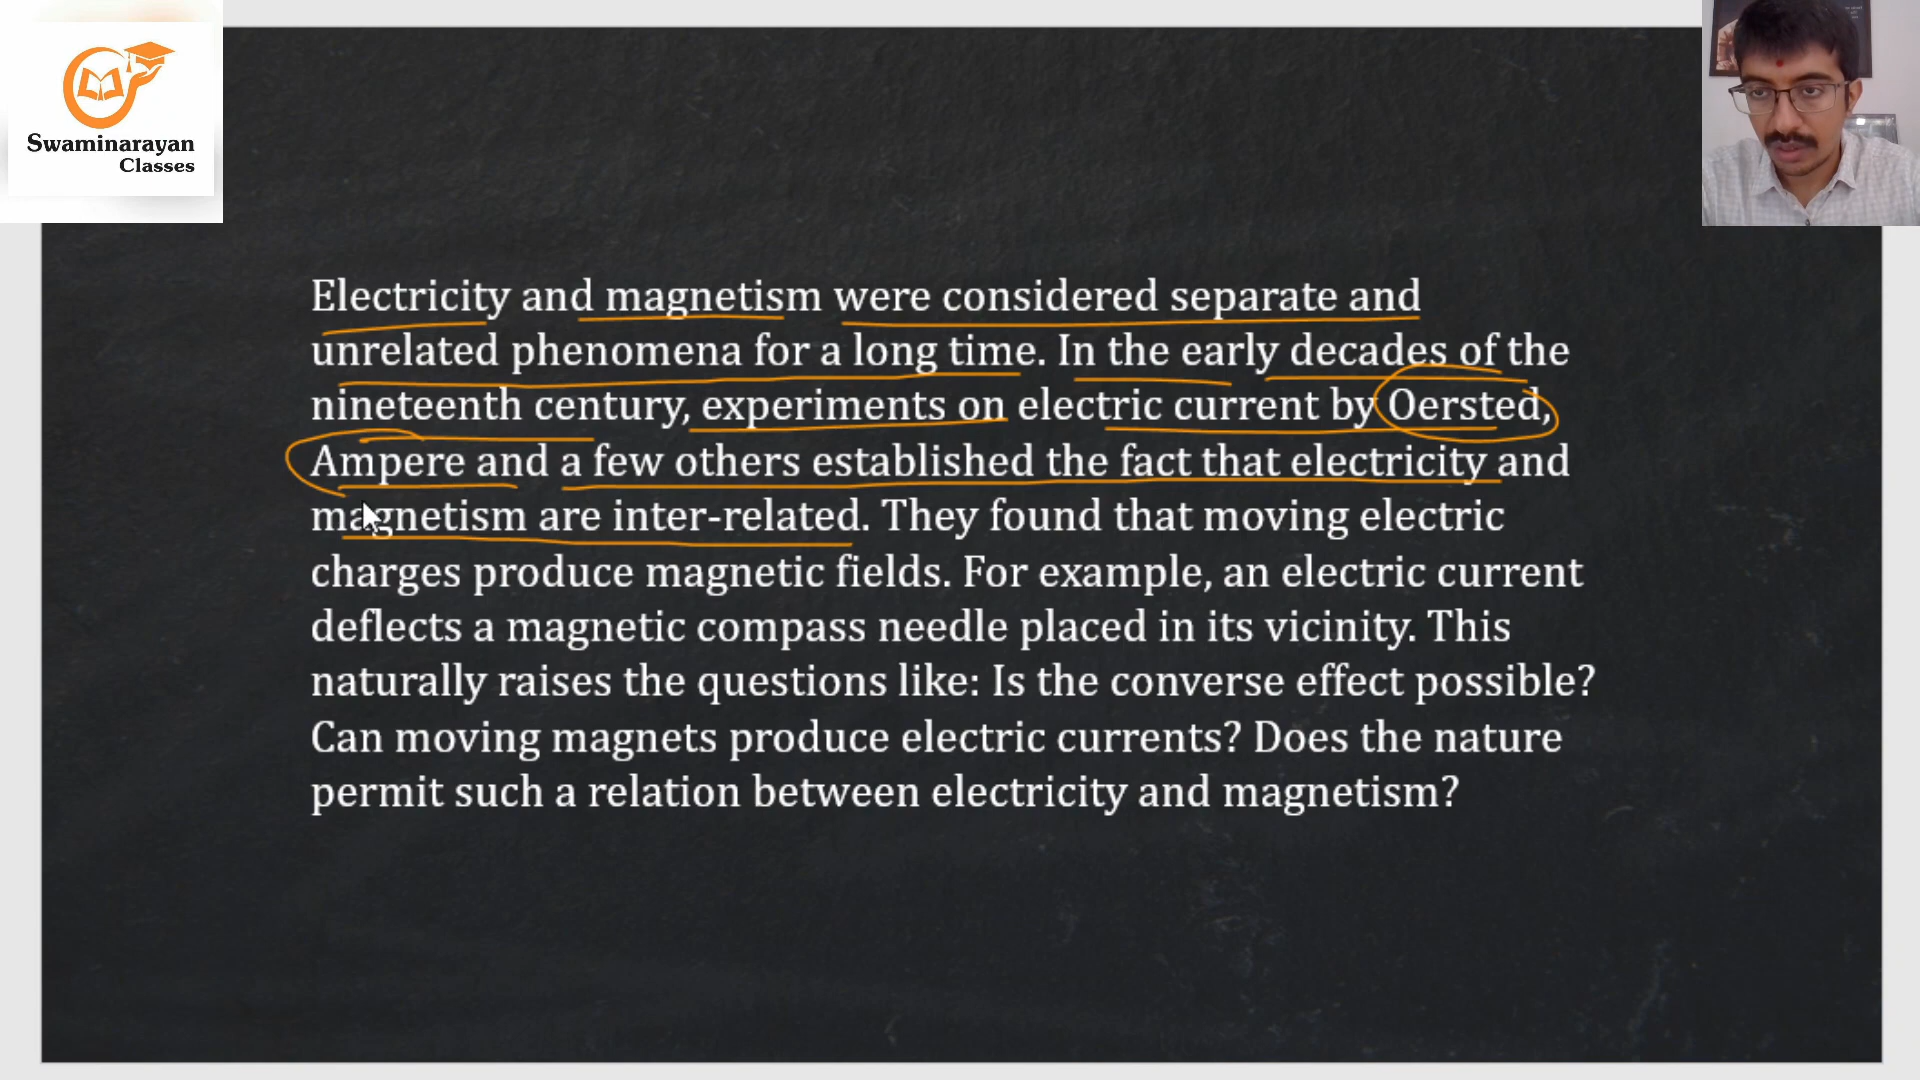 Swaminarayan
Classes
Electricity and magnetism were considered separate and
unrelated phenomena for a long time. In the early decades of the
nineteenth century, experiments on electric current by Oersted,
Ampere and a few others established the fact that electricity and
magnetism are inter-related. They found that moving electric
charges produce magnetic fields. For example, an electric current
deflects a magnetic compass needle placed in its vicinity. This
naturally raises the questions like: Is the converse effect possible?
Can moving magnets produce electric currents? Does the nature
permit such a relation between electricity and magnetism?